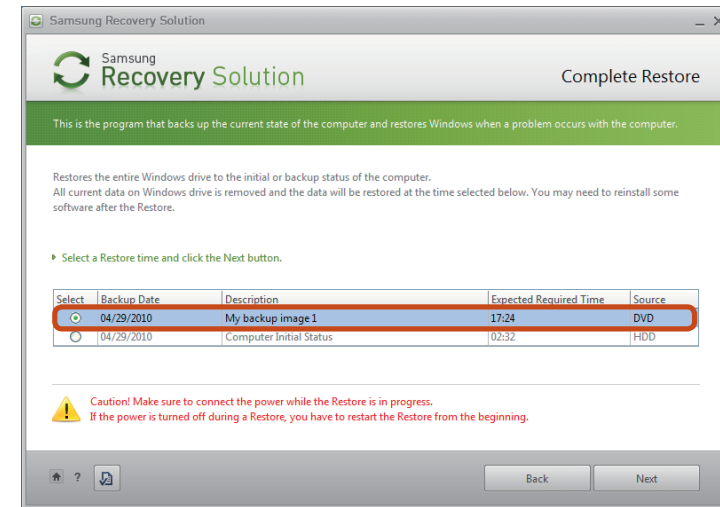 Samsung Recovery Solution
Samsung
Recovery Solution
Complete Restore
This is the program that backs up the current state of the computer and restores Windows when a problem occurs with the computer.
Restores the entire Windows drive to the initial or backup status of the computer.
All current data on Windows drive is removed and the data will be restored at the time selected below. You may need to reinstall some
software after the Restore.
Select a Restore time and click the Next button.
Select Backup Date Description Expected Required Time Source
04/29/2010 My backup image 1 17:24 DVD
04/29/2010 Computer Initial Status 02:32 HDD
Caution! Make sure to connect the power while the Restore is in progress.
If the power is turned off during a Restore, you have to restart the Restore from the beginning.
? Back Next